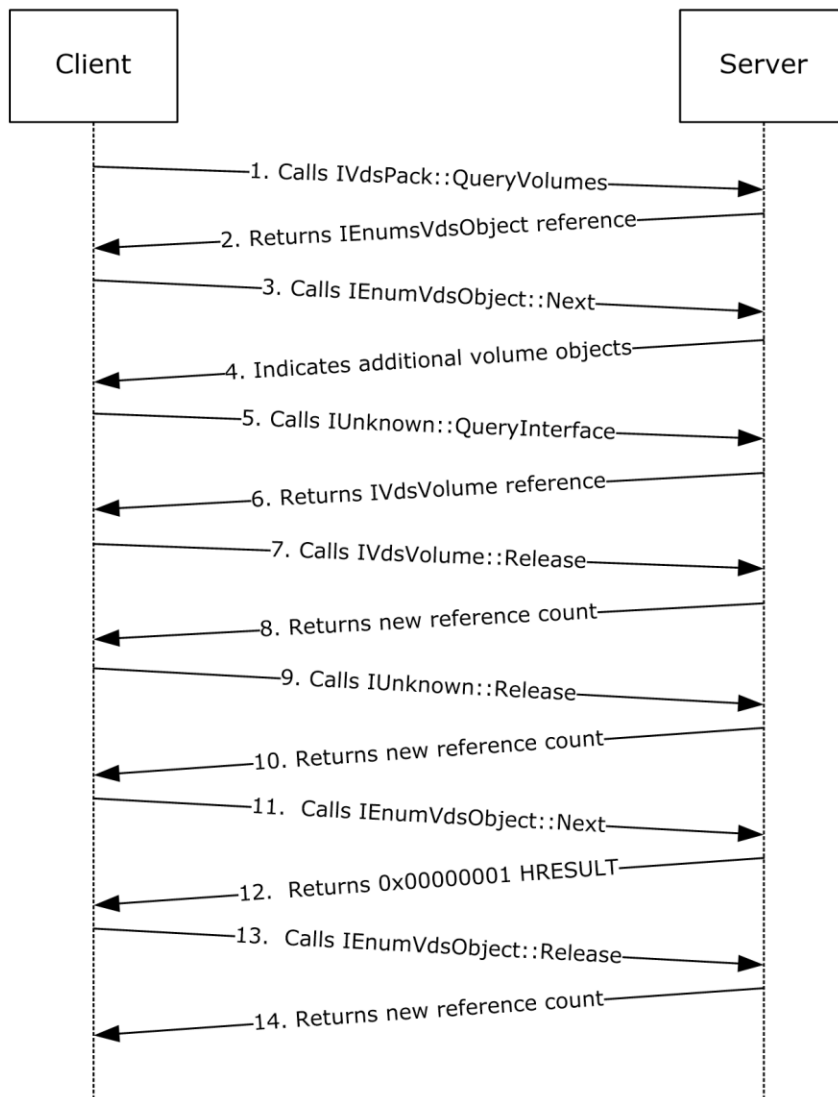 Client
Server
1. Calls IVdsPack::QueryVolumes
2. Returns IEnumsVdsObject reference
3. Calls IEnumVdsObject::Next
4. Indicates additional volume objects
5. Calls IUnknown::QueryInterface
6. Returns IVdsVolume reference
7. Calls IVdsVolume::Release
8. Returns new reference count
9. Calls IUnknown::Release
10. Returns new reference count
11.  Calls IEnumVdsObject::Next
12.  Returns 0x00000001 HRESULT
13.  Calls IEnumVdsObject::Release
14. Returns new reference count